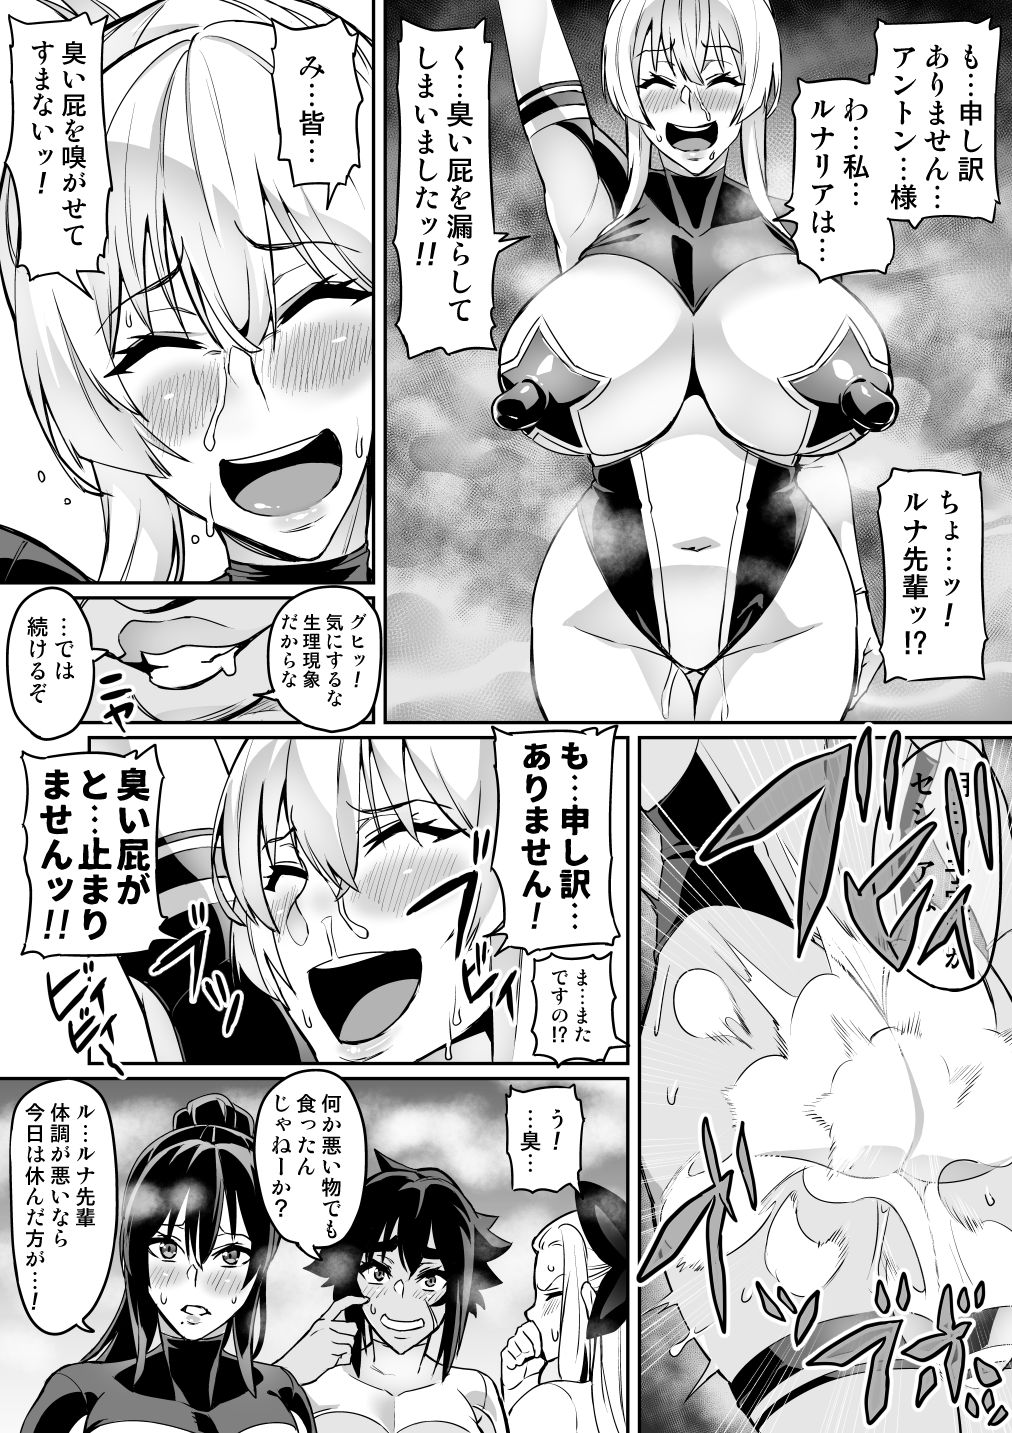 も…申し訳
ありません…
アントン…様
わ…私…
ルナリアは…
く…臭い屁を漏らして
しまいましたッ!!
ちょ…ッ!
ルナ先輩ッ!?
み…皆…
臭い屁を嗅がせて
すまないッ!
グヒッ!
気にするな
生理現象
だからな
…では
続けるぞ
ニヤ
セシ
も…申し訳…
ありません!
臭い屁が
と…止まり
ませんッ!!
ま…また
ですの!?
う!
…臭…
何か悪い物でも
食ったん
じゃねーか?
ル…ルナ先輩
体調が悪いなら
今日は休んだ方が…!